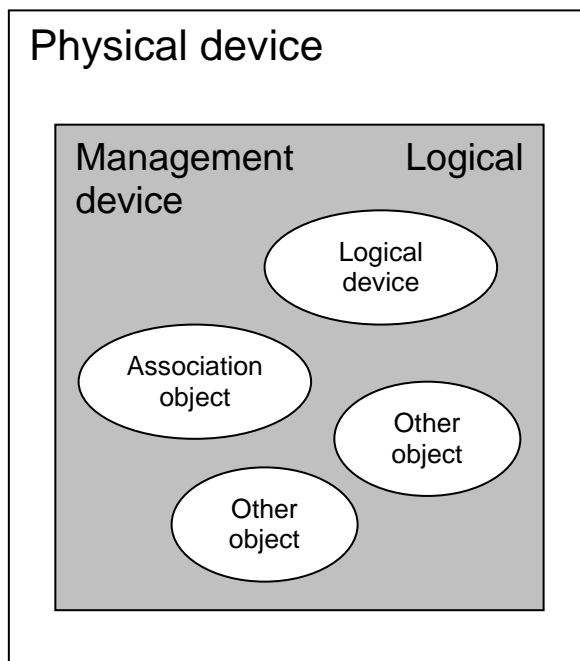 Physical device
Management Logical
device
Logical
device
Association
object
Other
object
Other
object